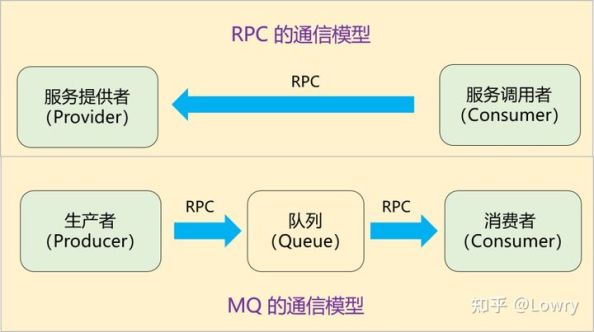 RPC 的通信模型
服务提供者
（Provider）
RPC
服务调用者
（Consumer）
生产者
（Producer）
RPC
队列
（Queue）
RPC
消费者
（Consumer）
MQ 的通信模型
知乎 @Lowry